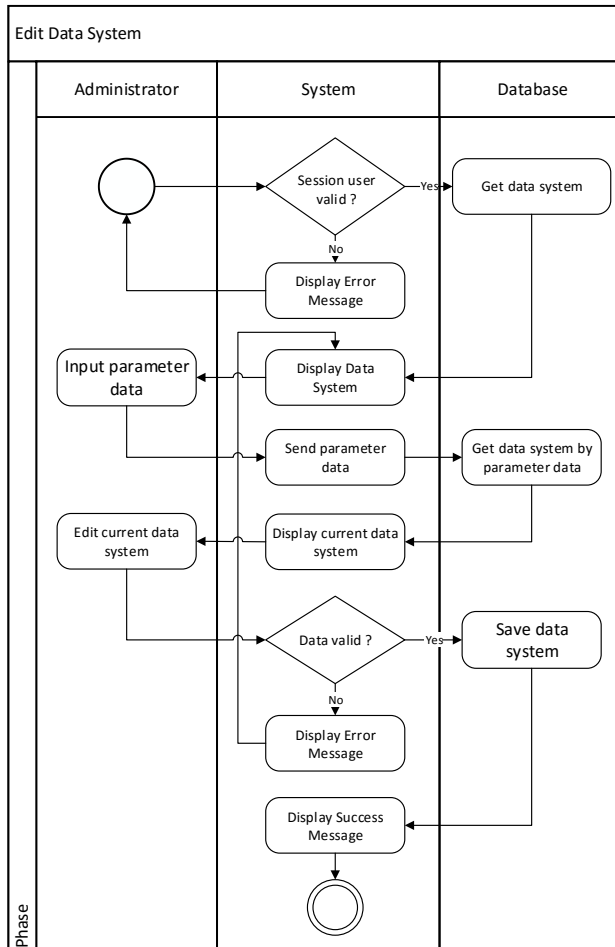 Edit Data System
Administrator
System
Database
Session user
valid ?
Yes
Get data system
No
Display Error
Message
Input parameter
data
Display Data
System
Send parameter
data
Get data system by
parameter data
Edit current data
system
Display current data
system
Data valid ?
Yes
Save data
system
No
Display Error
Message
Display Success
Message
Phase